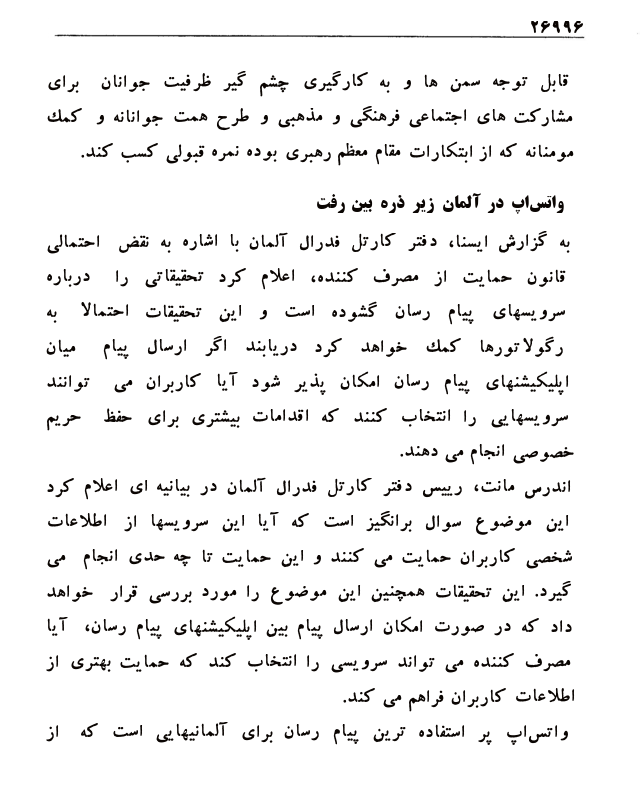 ۲۶۹۹۶
قابل توجه سمن ها و به کارگیری چشم گیر ظرفیت جوانان برای
مشارکت های اجتماعی فرهنگی و مذهبی و طرح همت جوانانه و کمک
مومنانه که از ابتکارات مقام معظم رهبری بوده نمره قبولی کسب کند.
واتس‌اپ در آلمان زیر ذره بین رفت
به گزارش ایسنا، دفتر کارتل فدرال آلمان با اشاره به نقض احتمالی
قانون حمایت از مصرف کننده، اعلام کرد تحقیقاتی را درباره
سرویسهای پیام رسان گشوده است و این تحقیقات احتمالا به
رگولاتورها کمک خواهد کرد دریابند اگر ارسال پیام میان
اپلیکیشنهای پیام رسان امکان پذیر شود آیا کاربران می توانند
سرویسهایی را انتخاب کنند که اقدامات بیشتری برای حفظ حریم
خصوصی انجام می دهند.
اندرس مانت، رییس دفتر کارتل فدرال آلمان در بیانیه ای اعلام کرد
این موضوع سوال برانگیز است که آیا این سرویسها از اطلاعات
شخصی کاربران حمایت می کنند و این حمایت تا چه حدی انجام می
گیرد. این تحقیقات همچنین این موضوع را مورد بررسی قرار خواهد
داد که در صورت امکان ارسال پیام بین اپلیکیشنهای پیام رسان، آیا
مصرف کننده می تواند سرویسی را انتخاب کند که حمایت بهتری از
اطلاعات کاربران فراهم می کند.
واتس‌اپ پر استفاده ترین پیام رسان برای آلمانیهایی است که از